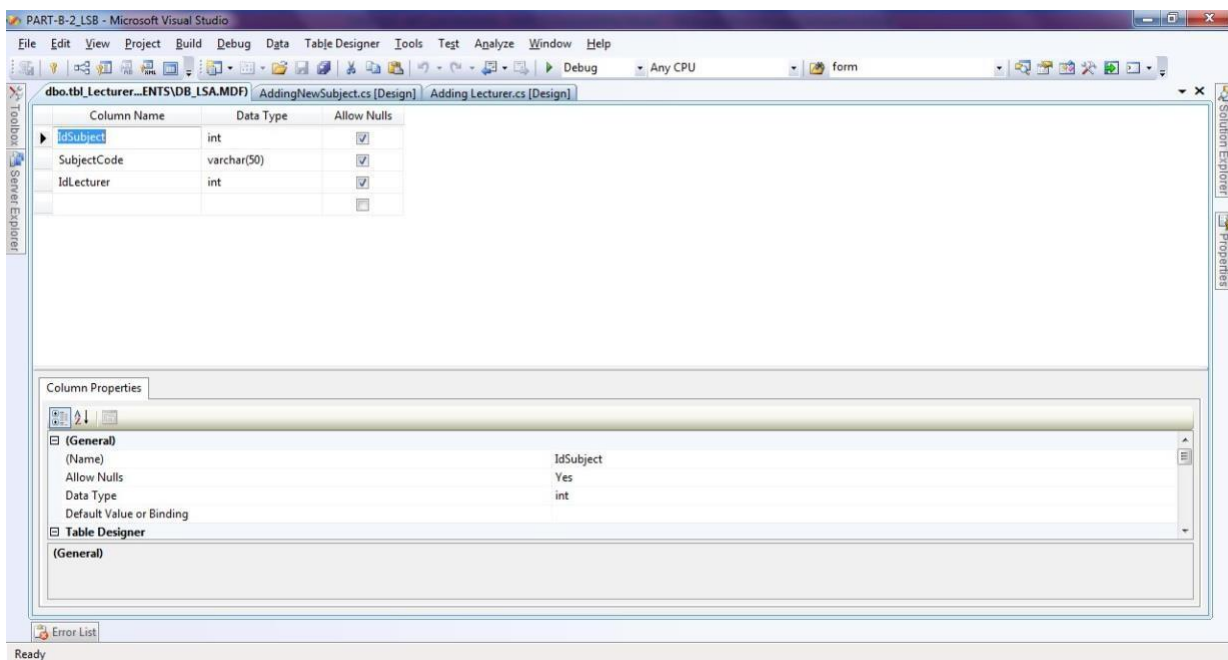 PART-B-2_LSB - Microsoft Visual Studio
File Edit View Project Build Debug Data Table Designer Tools Test Analyze Window Help
Debug Any CPU form
dbo.tbl_Lecturer...ENTS\DB_LSA.MDF) AddingNewSubject.cs [Design] Adding Lecturer.cs [Design]
Toolbox
Server Explorer
Solution Explorer
Properties
Column Name Data Type Allow Nulls
IdSubject int
SubjectCode varchar(50)
IdLecturer int
Column Properties
(General)
(Name) IdSubject
Allow Nulls Yes
Data Type int
Default Value or Binding
Table Designer
(General)
Error List
Ready